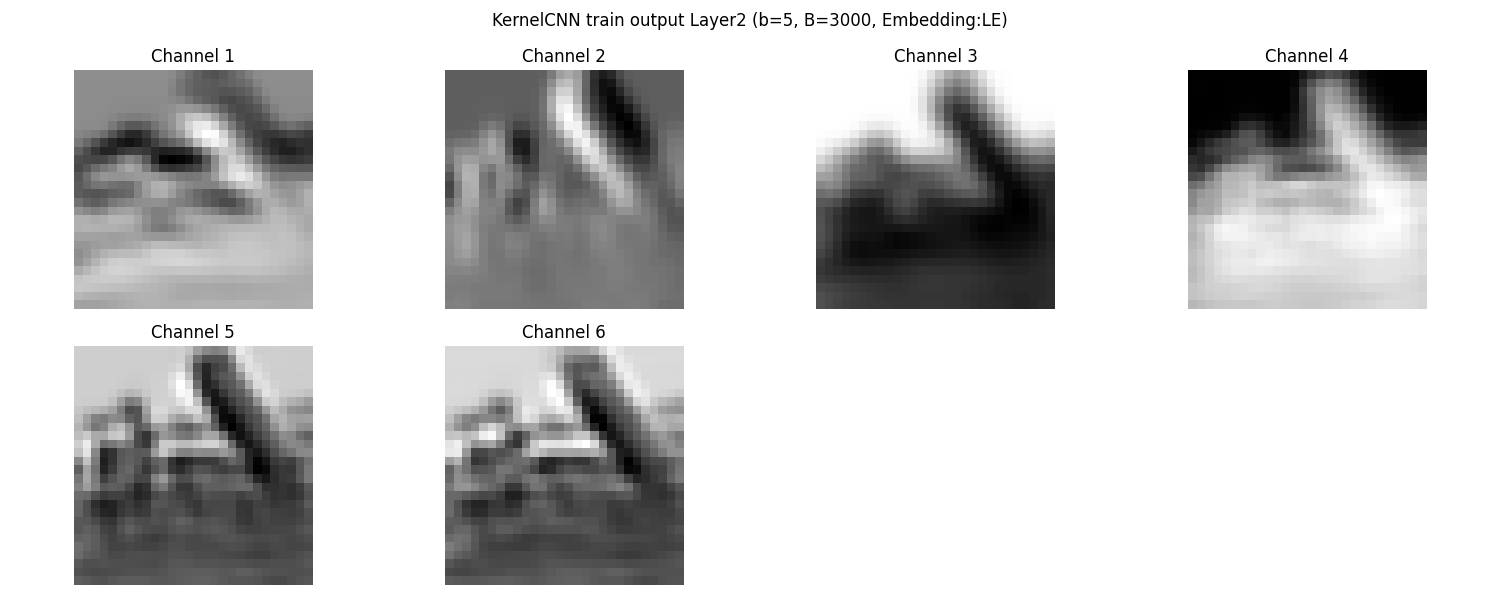 KernelCNN train output Layer2 (b=5, B=3000, Embedding:LE)
Channel 1
Channel 2
Channel 3
Channel 4
Channel 5
Channel 6